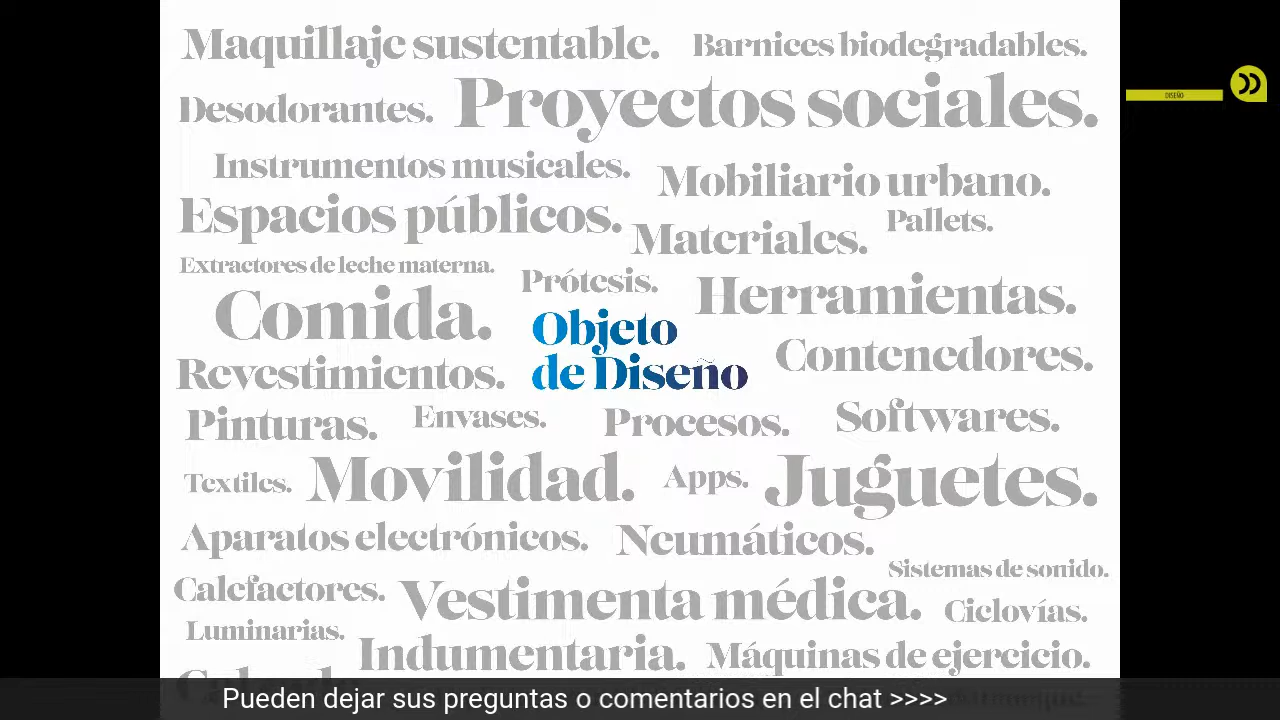 Maquillaje sustentable. Barnices biodegradables.
DISEÑO
Desodorantes. Proyectos sociales.
Instrumentos musicales. Mobiliario urbano.
Espacios públicos. Materiales. Pallets.
Extractores de leche materna. Prótesis. Herramientas.
Comida. Objeto
de Diseño
Contenedores.
Revestimientos.
Pinturas. Envases. Procesos. Softwares.
Textiles. Movilidad. Apps. Juguetes.
Aparatos electrónicos. Neumáticos.
Sistemas de sonido.
Calefactores. Vestimenta médica. Ciclovías.
Luminarias. Indumentaria. Máquinas de ejercicio.
Pueden dejar sus preguntas o comentarios en el chat >>>>